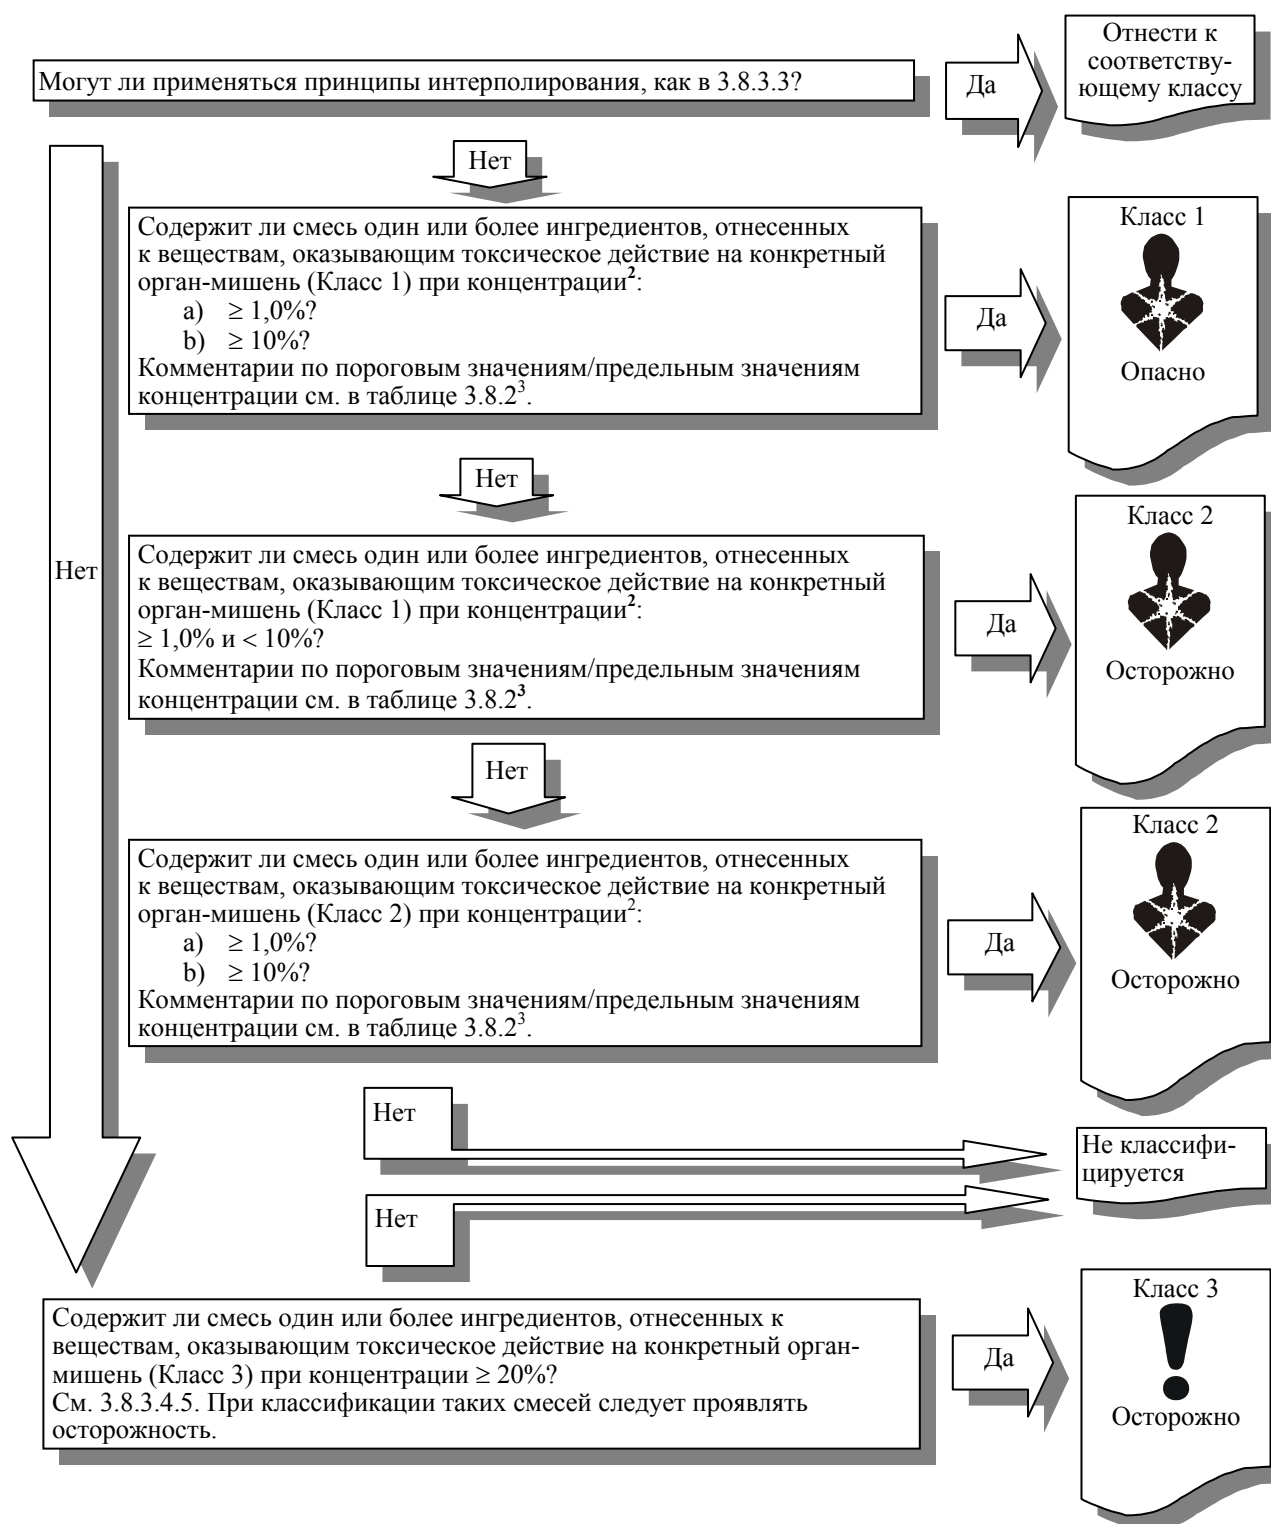 Могут ли применяться принципы интерполирования, как в 3.8.3.3?
Да
Отнести к
соответству-
ющему классу
Нет
Содержит ли смесь один или более ингредиентов, отнесенных
к веществам, оказывающим токсическое действие на конкретный
орган-мишень (Класс 1) при концентрации²:
a) ≥ 1,0%?
b) ≥ 10%?
Комментарии по пороговым значениям/предельным значениям
концентрации см. в таблице 3.8.2³.
Да
Класс 1
Опасно
Нет
Нет
Содержит ли смесь один или более ингредиентов, отнесенных
к веществам, оказывающим токсическое действие на конкретный
орган-мишень (Класс 1) при концентрации²:
≥ 1,0% и < 10%?
Комментарии по пороговым значениям/предельным значениям
концентрации см. в таблице 3.8.2³.
Да
Класс 2
Осторожно
Нет
Содержит ли смесь один или более ингредиентов, отнесенных
к веществам, оказывающим токсическое действие на конкретный
орган-мишень (Класс 2) при концентрации²:
a) ≥ 1,0%?
b) ≥ 10%?
Комментарии по пороговым значениям/предельным значениям
концентрации см. в таблице 3.8.2³.
Да
Класс 2
Осторожно
Нет
Не классифи-
цируется
Нет
Содержит ли смесь один или более ингредиентов, отнесенных к
веществам, оказывающим токсическое действие на конкретный орган-
мишень (Класс 3) при концентрации ≥ 20%?
См. 3.8.3.4.5. При классификации таких смесей следует проявлять
осторожность.
Да
Класс 3
Осторожно